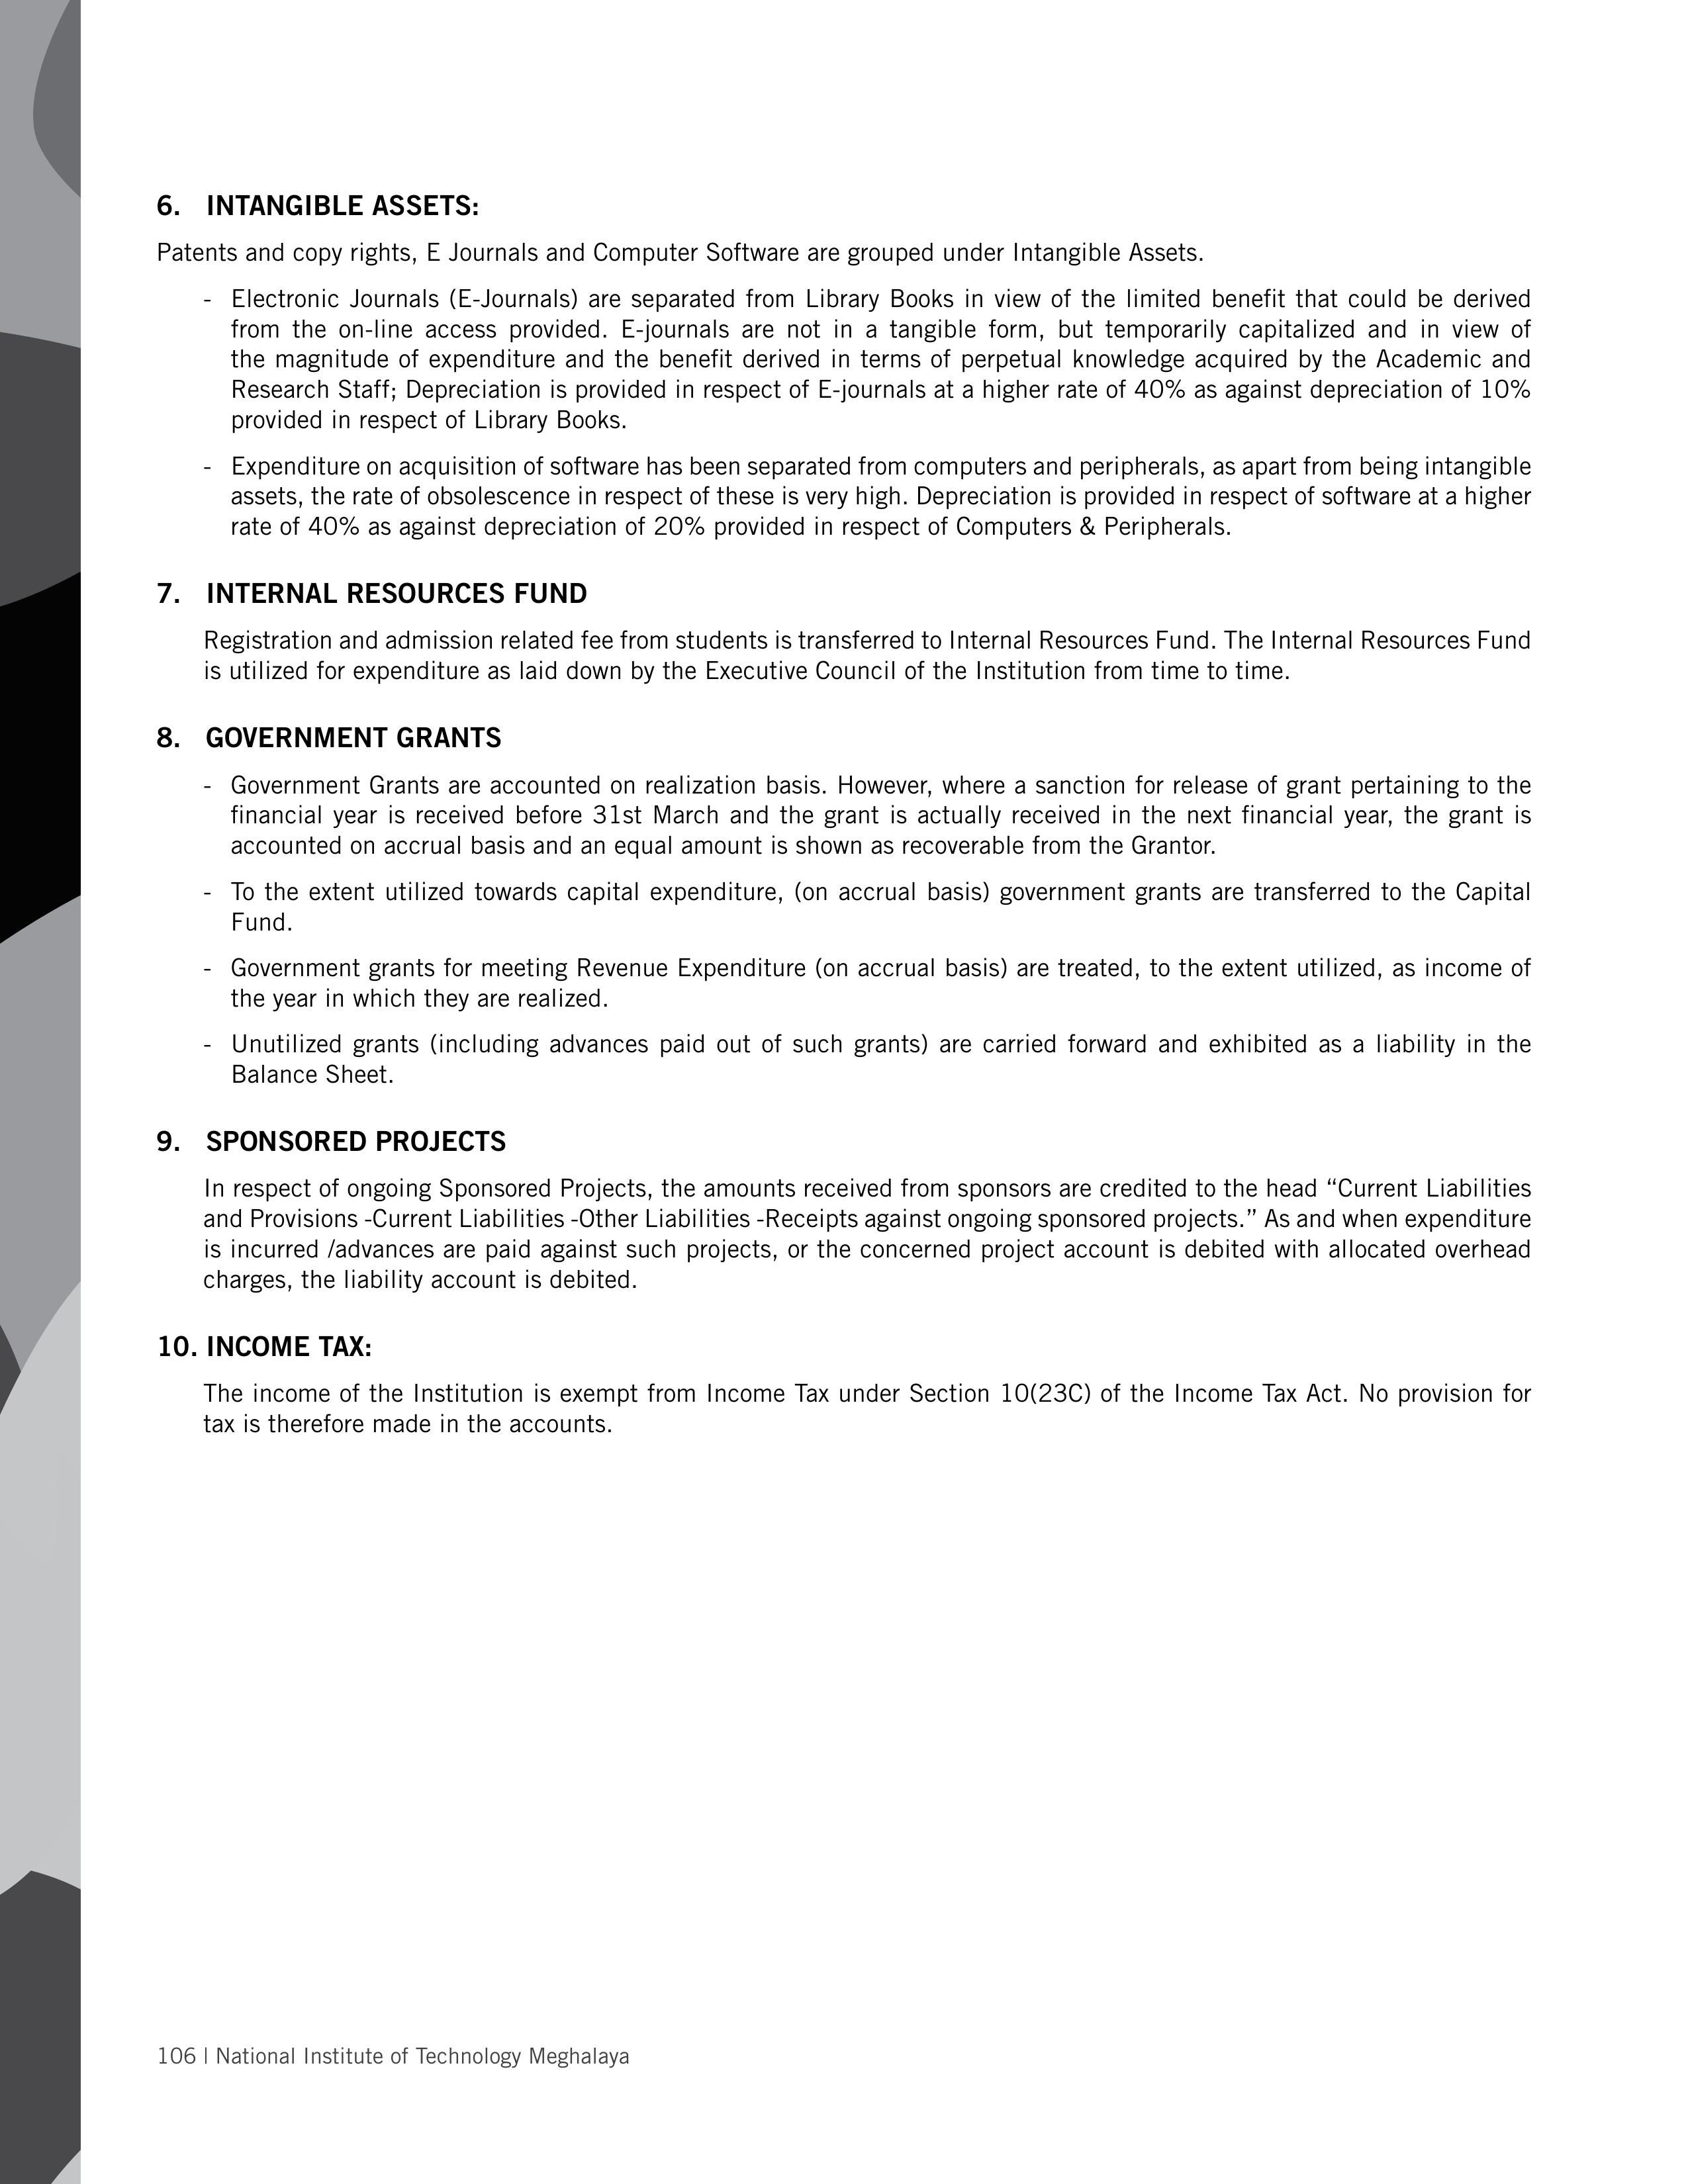 6. INTANGIBLE ASSETS:
Patents and copy rights, E Journals and Computer Software are grouped under Intangible Assets.
- Electronic Journals (E-Journals) are separated from Library Books in view of the limited benefit that could be derived
from the on-line access provided. E-journals are not in a tangible form, but temporarily capitalized and in view of
the magnitude of expenditure and the benefit derived in terms of perpetual knowledge acquired by the Academic and
Research Staff; Depreciation is provided in respect of E-journals at a higher rate of 40% as against depreciation of 10%
provided in respect of Library Books.
- Expenditure on acquisition of software has been separated from computers and peripherals, as apart from being intangible
assets, the rate of obsolescence in respect of these is very high. Depreciation is provided in respect of software at a higher
rate of 40% as against depreciation of 20% provided in respect of Computers & Peripherals.
7. INTERNAL RESOURCES FUND
Registration and admission related fee from students is transferred to Internal Resources Fund. The Internal Resources Fund
is utilized for expenditure as laid down by the Executive Council of the Institution from time to time.
8. GOVERNMENT GRANTS
- Government Grants are accounted on realization basis. However, where a sanction for release of grant pertaining to the
financial year is received before 31st March and the grant is actually received in the next financial year, the grant is
accounted on accrual basis and an equal amount is shown as recoverable from the Grantor.
- To the extent utilized towards capital expenditure, (on accrual basis) government grants are transferred to the Capital
Fund.
- Government grants for meeting Revenue Expenditure (on accrual basis) are treated, to the extent utilized, as income of
the year in which they are realized.
- Unutilized grants (including advances paid out of such grants) are carried forward and exhibited as a liability in the
Balance Sheet.
9. SPONSORED PROJECTS
In respect of ongoing Sponsored Projects, the amounts received from sponsors are credited to the head “Current Liabilities
and Provisions -Current Liabilities -Other Liabilities -Receipts against ongoing sponsored projects.” As and when expenditure
is incurred /advances are paid against such projects, or the concerned project account is debited with allocated overhead
charges, the liability account is debited.
10. INCOME TAX:
The income of the Institution is exempt from Income Tax under Section 10(23C) of the Income Tax Act. No provision for
tax is therefore made in the accounts.
106 | National Institute of Technology Meghalaya